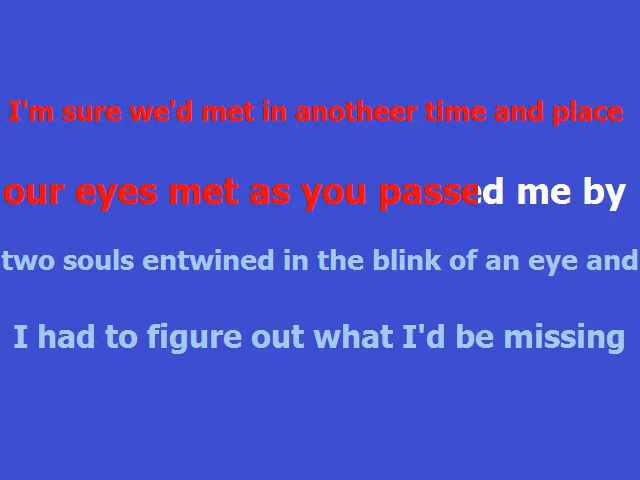 I'm sure we'd met in anotheer time and place
our eyes met as you passed me by
two souls entwined in the blink of an eye and
I had to figure out what I'd be missing